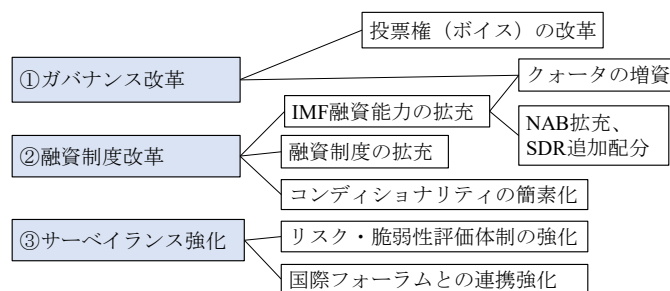 投票権（ボイス）の改革
①ガバナンス改革
クォータの増資
IMF融資能力の拡充
NAB拡充、
SDR追加配分
②融資制度改革
融資制度の拡充
コンディショナリティの簡素化
③サーベイランス強化
リスク・脆弱性評価体制の強化
国際フォーラムとの連携強化